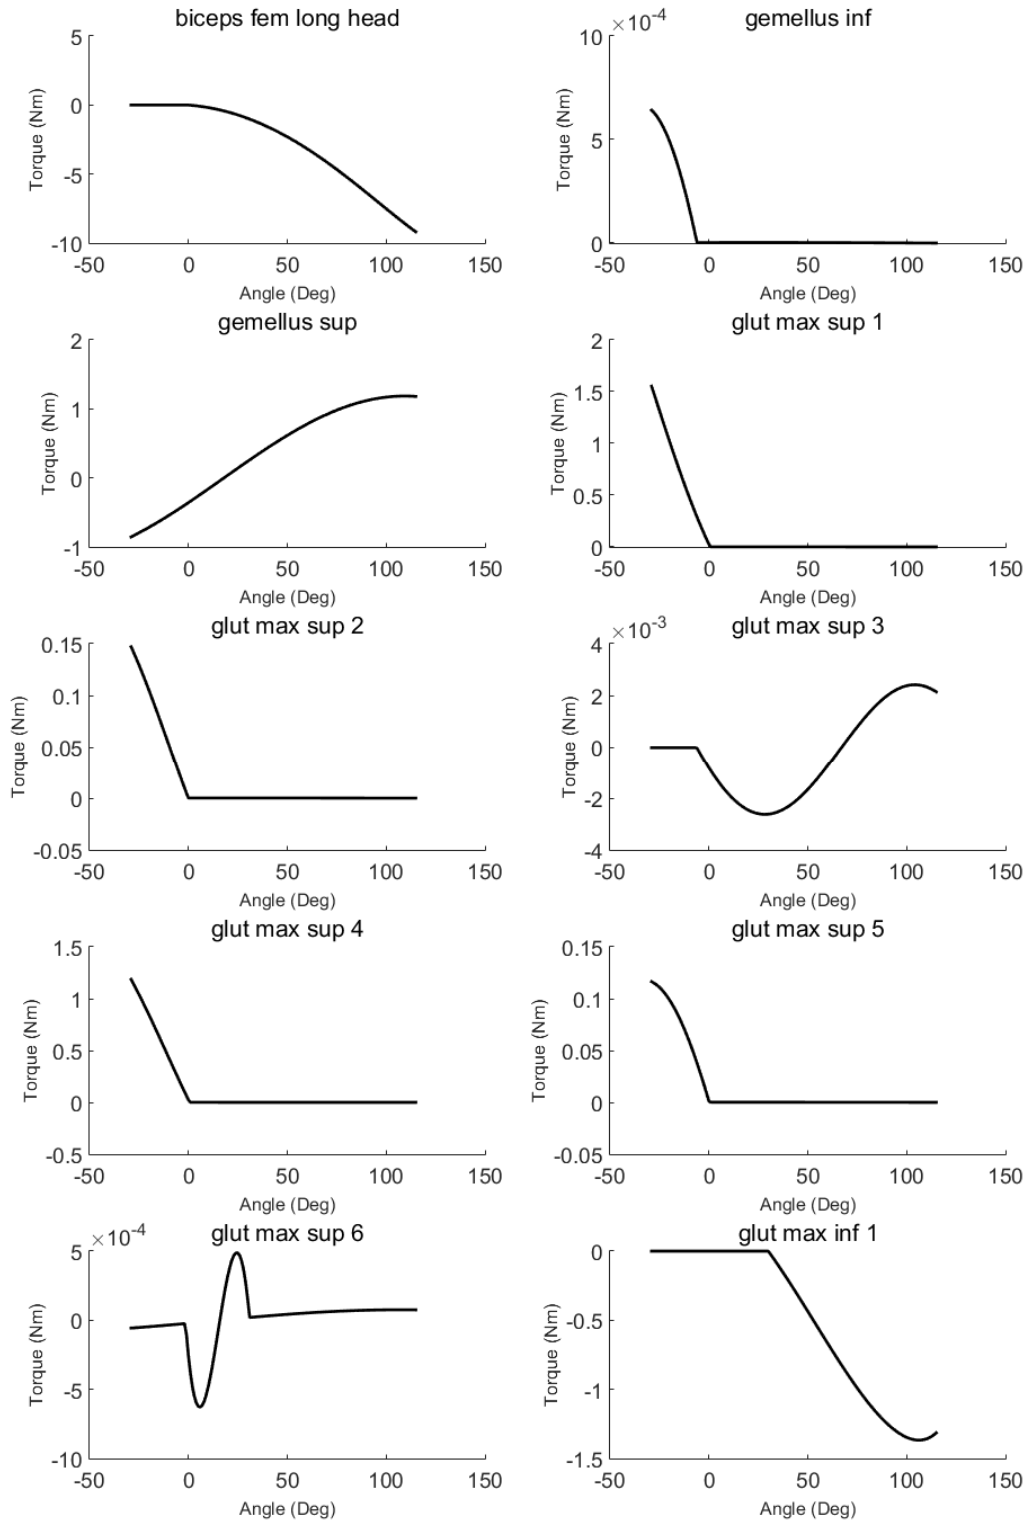 biceps fem long head
5
0
-5
-10
Torque (Nm)
-50 0 50 100 150
Angle (Deg)
gemellus inf
×10-4
10
5
0
Torque (Nm)
-50 0 50 100 150
Angle (Deg)
gemellus sup
2
1
0
-1
Torque (Nm)
-50 0 50 100 150
Angle (Deg)
glut max sup 1
2
1.5
1
0.5
0
Torque (Nm)
-50 0 50 100 150
Angle (Deg)
glut max sup 2
0.15
0.1
0.05
0
-0.05
Torque (Nm)
-50 0 50 100 150
Angle (Deg)
glut max sup 3
×10-3
4
2
0
-2
-4
Torque (Nm)
-50 0 50 100 150
Angle (Deg)
glut max sup 4
1.5
1
0.5
0
-0.5
Torque (Nm)
-50 0 50 100 150
Angle (Deg)
glut max sup 5
0.15
0.1
0.05
0
-0.05
Torque (Nm)
-50 0 50 100 150
Angle (Deg)
glut max sup 6
×10-4
5
0
-5
-10
Torque (Nm)
-50 0 50 100 150
Angle (Deg)
glut max inf 1
0
-0.5
-1
-1.5
Torque (Nm)
-50 0 50 100 150
Angle (Deg)